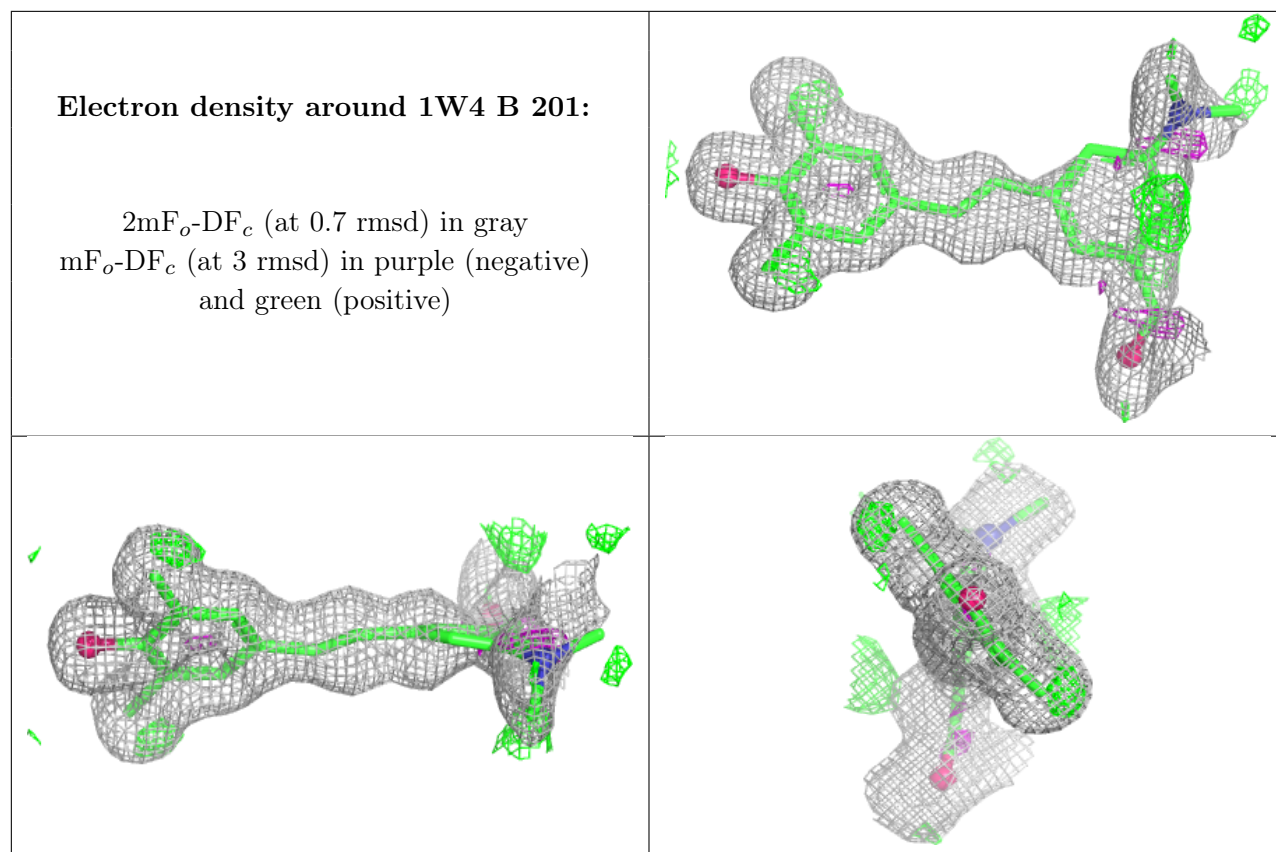 Electron density around 1W4 B 201:
2mFₒ-DF𝒸 (at 0.7 rmsd) in gray
mFₒ-DF𝒸 (at 3 rmsd) in purple (negative)
and green (positive)